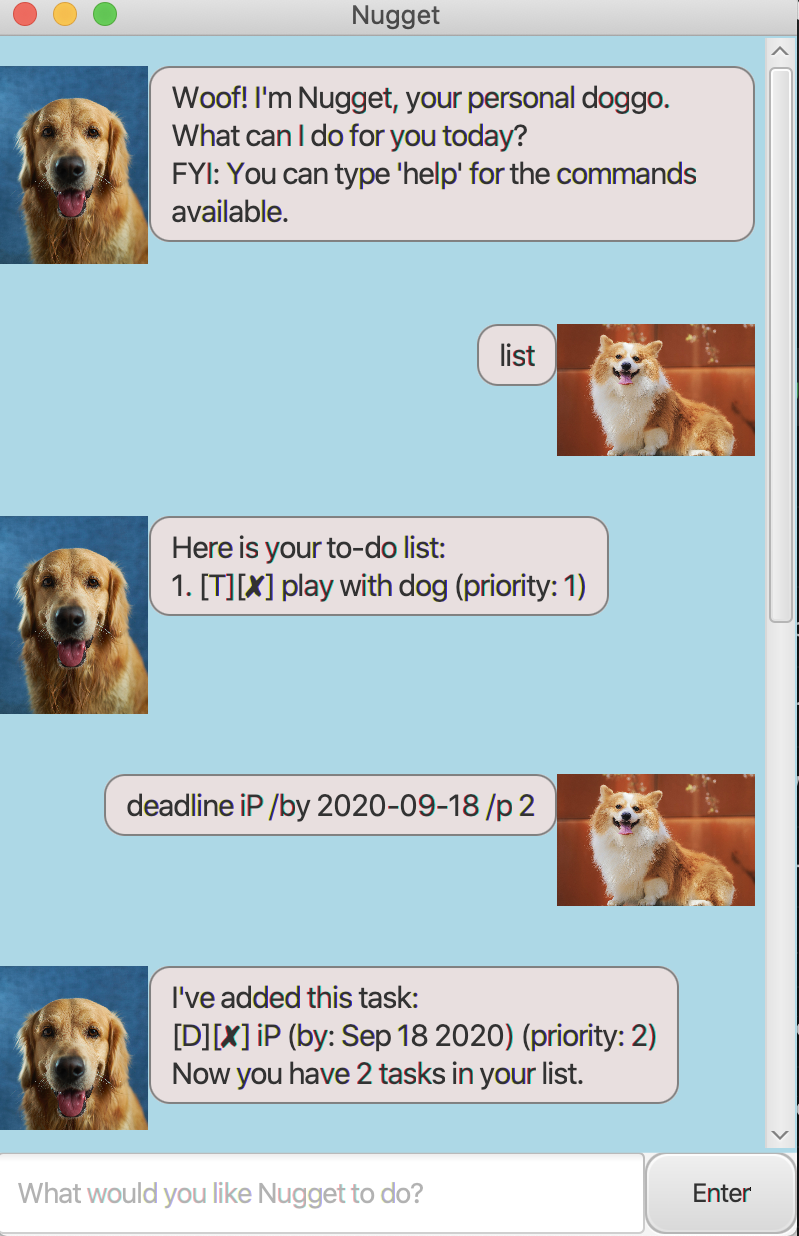 Nugget
Woof! I'm Nugget, your personal doggo.
What can I do for you today?
FYI: You can type 'help' for the commands
available.
list
Here is your to-do list:
1. [T][✘] play with dog (priority: 1)
deadline iP /by 2020-09-18 /p 2
I've added this task:
[D][✘] iP (by: Sep 18 2020) (priority: 2)
Now you have 2 tasks in your list.
What would you like Nugget to do?
Enter